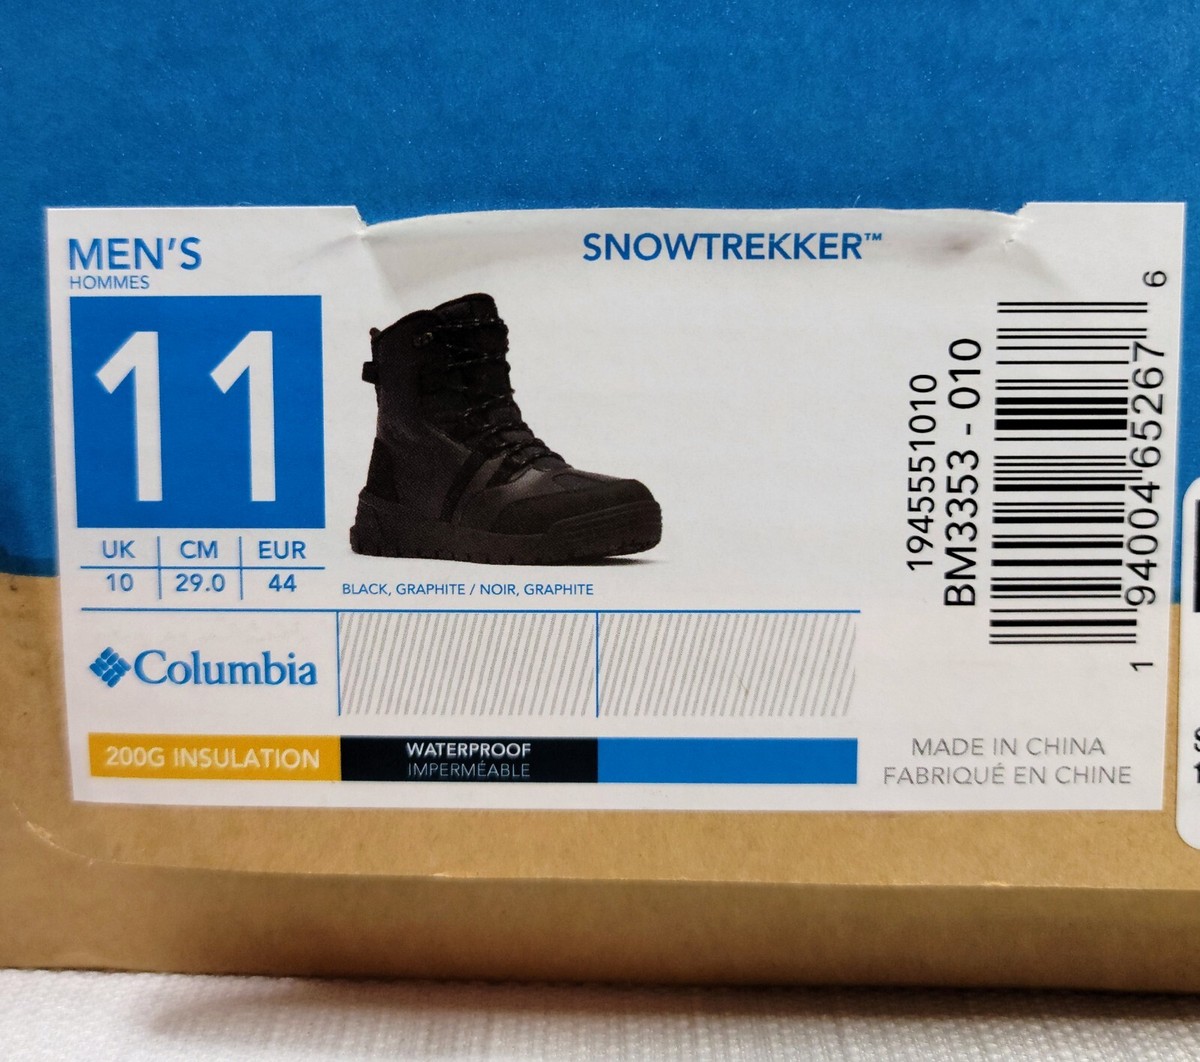 MEN'S
HOMMES
SNOWTREKKER™
11
UK CM EUR
10 29.0 44
BLACK, GRAPHITE / NOIR, GRAPHITE
Columbia
200G INSULATION
WATERPROOF
IMPERMÉABLE
1945551010
BM3353 - 010
1 94004 65267 6
MADE IN CHINA
FABRIQUÉ EN CHINE